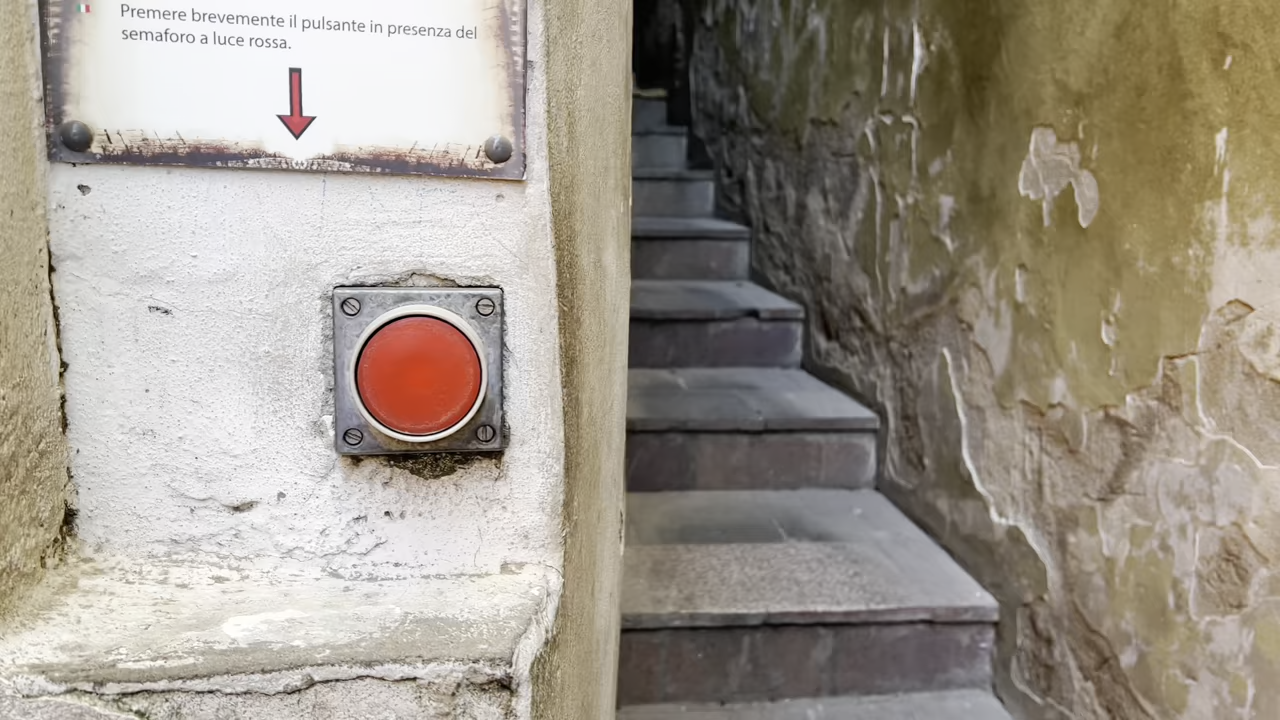 Premere brevemente il pulsante in presenza del
semaforo a luce rossa.